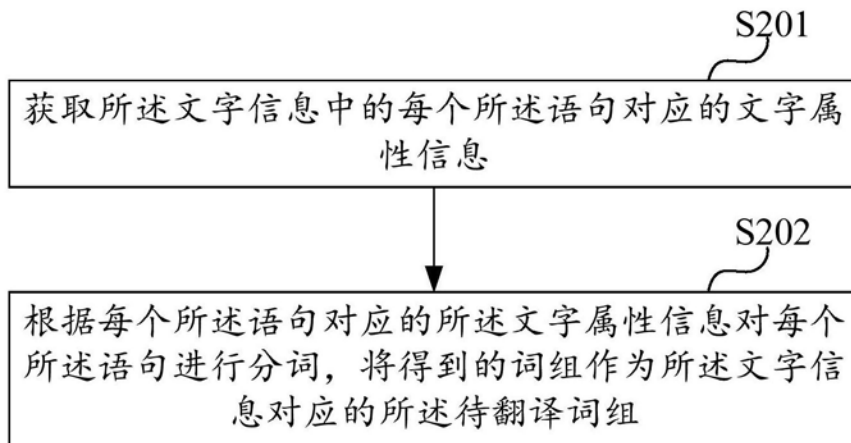 S201
获取所述文字信息中的每个所述语句对应的文字属
性信息
S202
根据每个所述语句对应的所述文字属性信息对每个
所述语句进行分词，将得到的词组作为所述文字信
息对应的所述待翻译词组